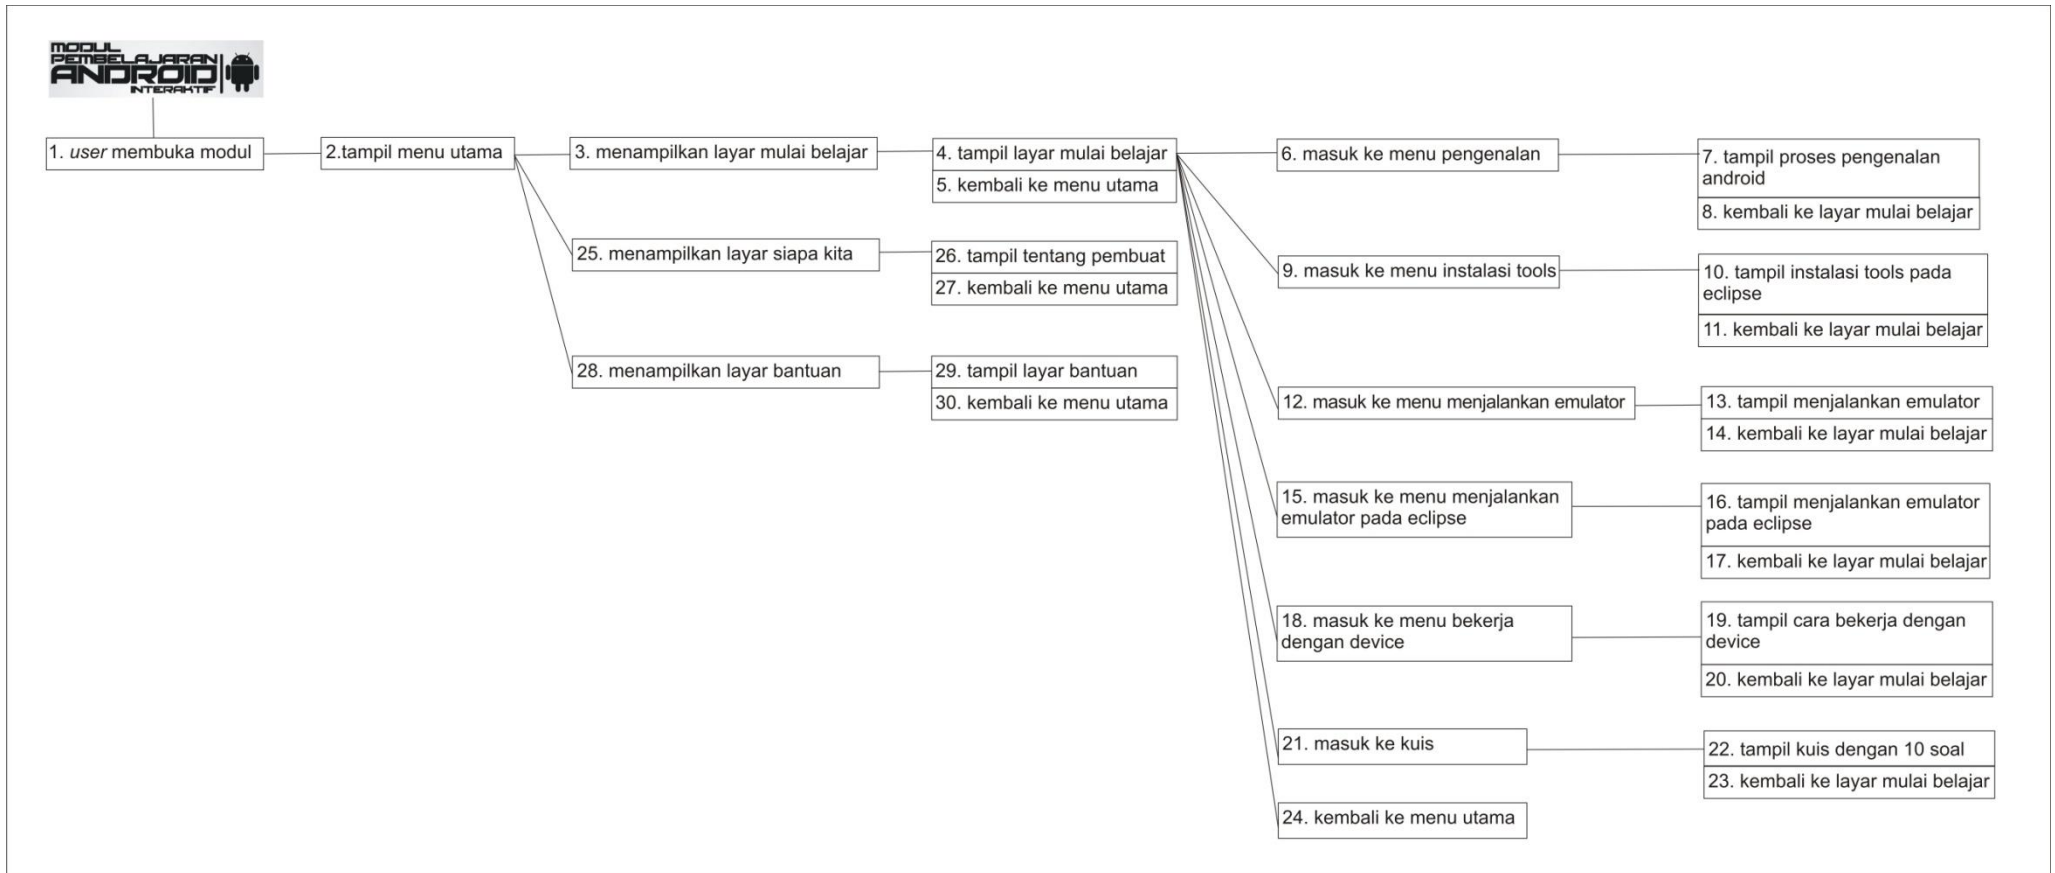 MODUL
PEMBELAJARAN
ANDROID
INTERAKTIF
1. user membuka modul
2.tampil menu utama
3. menampilkan layar mulai belajar
4. tampil layar mulai belajar
5. kembali ke menu utama
6. masuk ke menu pengenalan
7. tampil proses pengenalan
android
8. kembali ke layar mulai belajar
9. masuk ke menu instalasi tools
10. tampil instalasi tools pada
eclipse
11. kembali ke layar mulai belajar
12. masuk ke menu menjalankan emulator
13. tampil menjalankan emulator
14. kembali ke layar mulai belajar
15. masuk ke menu menjalankan
emulator pada eclipse
16. tampil menjalankan emulator
pada eclipse
17. kembali ke layar mulai belajar
18. masuk ke menu bekerja
dengan device
19. tampil cara bekerja dengan
device
20. kembali ke layar mulai belajar
21. masuk ke kuis
22. tampil kuis dengan 10 soal
23. kembali ke layar mulai belajar
24. kembali ke menu utama
25. menampilkan layar siapa kita
26. tampil tentang pembuat
27. kembali ke menu utama
28. menampilkan layar bantuan
29. tampil layar bantuan
30. kembali ke menu utama